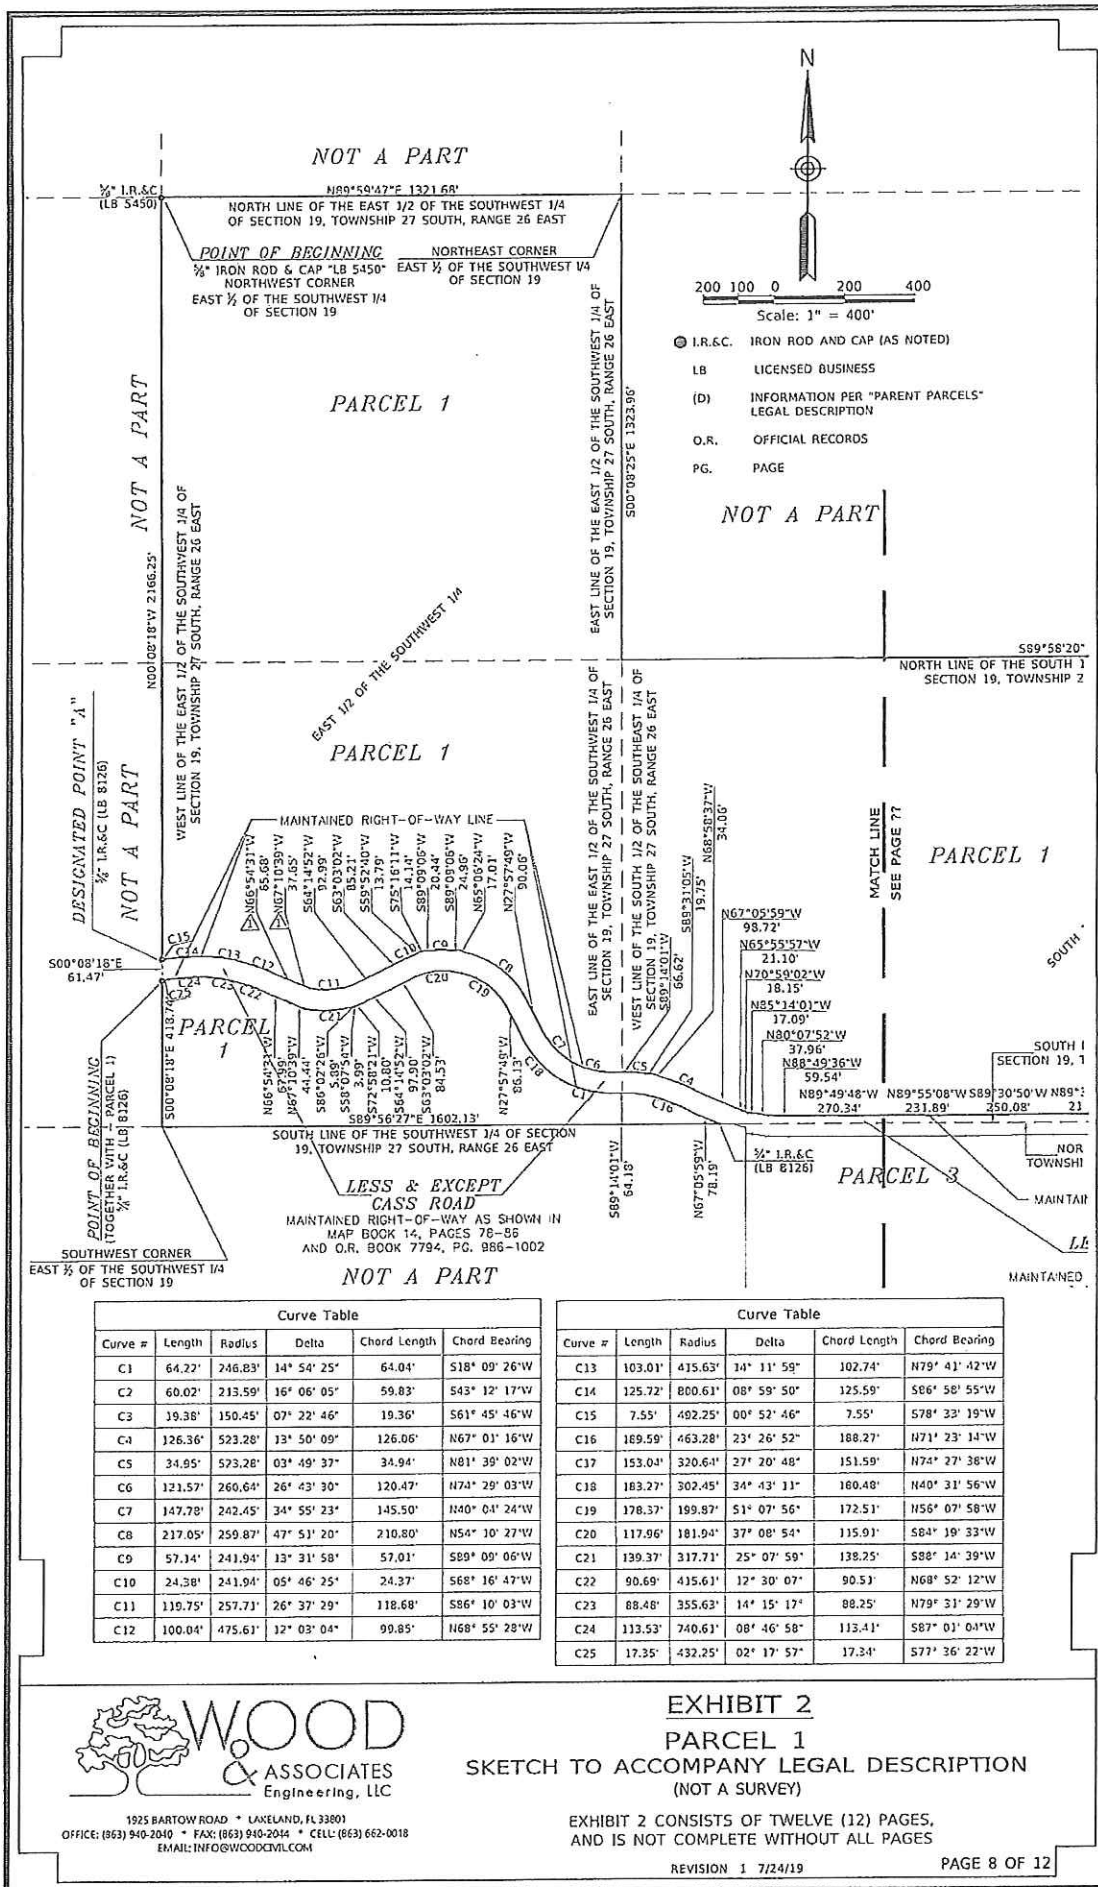 N
NOT A PART
⅝" I.R.&C
(LB 5450)
N89°59'47"E 1321.68'
NORTH LINE OF THE EAST 1/2 OF THE SOUTHWEST 1/4
OF SECTION 19, TOWNSHIP 27 SOUTH, RANGE 26 EAST
POINT OF BEGINNING
⅝" IRON ROD & CAP "LB 5450"
NORTHWEST CORNER
EAST ½ OF THE SOUTHWEST 1/4
OF SECTION 19
NORTHEAST CORNER
EAST ½ OF THE SOUTHWEST 1/4
OF SECTION 19
200 100 0 200 400
Scale: 1" = 400'
I.R.&C. IRON ROD AND CAP (AS NOTED)
LB LICENSED BUSINESS
(D) INFORMATION PER "PARENT PARCELS"
LEGAL DESCRIPTION
O.R. OFFICIAL RECORDS
PG. PAGE
NOT A PART
PARCEL 1
EAST LINE OF THE EAST 1/2 OF THE SOUTHWEST 1/4 OF
SECTION 19, TOWNSHIP 27 SOUTH, RANGE 26 EAST
S00°08'25"E 1323.96'
NOT A PART
N00°08'18"W 2166.25'
WEST LINE OF THE EAST 1/2 OF THE SOUTHWEST 1/4 OF
SECTION 19, TOWNSHIP 27 SOUTH, RANGE 26 EAST
EAST 1/2 OF THE SOUTHWEST 1/4
S89°58'20"
NORTH LINE OF THE SOUTH 1
SECTION 19, TOWNSHIP 2
PARCEL 1
DESIGNATED POINT "A"
⅝" I.R.&C (LB 8126)
NOT A PART
EAST LINE OF THE EAST 1/2 OF THE SOUTHWEST 1/4 OF
SECTION 19, TOWNSHIP 27 SOUTH, RANGE 26 EAST
WEST LINE OF THE SOUTH 1/2 OF THE SOUTHEAST 1/4 OF
SECTION 19, TOWNSHIP 27 SOUTH, RANGE 26 EAST
MATCH LINE
SEE PAGE ??
PARCEL 1
SOUTH
MAINTAINED RIGHT-OF-WAY LINE
1 N66°54'31"W
65.68'
1 N67°10'39"W
37.65'
S64°14'52"W
92.99'
S63°03'02"W
85.21'
S59°52'40"W
13.79'
S75°16'11"W
14.14'
S89°09'06"W
20.44'
S89°09'06"W
24.96'
N65°06'24"W
17.01'
N27°57'49"W
90.06'
S89°14'01"W
66.62'
S89°31'05"W
19.75'
N68°58'37"W
34.06'
N67°05'59"W
98.72'
N65°55'57"W
21.10'
N70°59'02"W
18.15'
N85°14'01"W
17.09'
N80°07'52"W
37.96'
N88°49'36"W
59.54'
N89°49'48"W
270.34'
N89°55'08"W
231.89'
S89°30'50"W
250.08'
N89°
21
SECTION 19, T
S00°08'18"E
61.47'
C15
C14
C13
C12
C11
C10
C9
C8
C7
C6
C5
C4
C25
C24
C23
C22
C21
C20
C19
C18
C17
C16
PARCEL
1
S00°08'18"E 418.74'
N66°54'31"W
67.99'
N67°10'39"W
44.44'
S86°02'26"W
5.89'
S58°07'54"W
3.99'
S72°58'21"W
10.80'
S64°14'52"W
97.90'
S63°03'02"W
84.53'
N27°57'49"W
86.13'
S89°56'27"E 1602.13'
SOUTH LINE OF THE SOUTHWEST 1/4 OF SECTION
19, TOWNSHIP 27 SOUTH, RANGE 26 EAST
POINT OF BEGINNING
(TOGETHER WITH - PARCEL 1)
⅝" I.R.&C (LB 8126)
S89°14'01"W
64.18'
N67°05'59"W
78.19'
⅝" I.R.&C
(LB 8126)
PARCEL 3
NOR
TOWNSHI
MAINTAIN
MAINTAINED
LESS & EXCEPT
CASS ROAD
MAINTAINED RIGHT-OF-WAY AS SHOWN IN
MAP BOOK 14, PAGES 78-86
AND O.R. BOOK 7794, PG. 986-1002
SOUTHWEST CORNER
EAST ½ OF THE SOUTHWEST 1/4
OF SECTION 19
NOT A PART
Curve Table
Curve # Length Radius Delta Chord Length Chord Bearing
C1 64.22' 246.83' 14° 54' 25" 64.04' S18° 09' 26"W
C2 60.02' 213.59' 16° 06' 05" 59.83' S43° 12' 17"W
C3 19.38' 150.45' 07° 22' 46" 19.36' S61° 45' 46"W
C4 126.36' 523.28' 13° 50' 09" 126.06' N67° 01' 16"W
C5 34.95' 523.28' 03° 49' 37" 34.94' N81° 39' 02"W
C6 121.57' 260.64' 26° 43' 30" 120.47' N74° 29' 03"W
C7 147.78' 242.45' 34° 55' 23" 145.50' N40° 04' 24"W
C8 217.05' 259.87' 47° 51' 20" 210.80' N54° 10' 27"W
C9 57.14' 241.94' 13° 31' 58" 57.01' S89° 09' 06"W
C10 24.38' 241.94' 05° 46' 25" 24.37' S68° 16' 47"W
C11 119.75' 257.71' 26° 37' 29" 118.68' S86° 10' 03"W
C12 100.04' 475.61' 12° 03' 04" 99.85' N68° 55' 28"W
Curve Table
Curve # Length Radius Delta Chord Length Chord Bearing
C13 103.01' 415.63' 14° 11' 59" 102.74' N79° 41' 42"W
C14 125.72' 800.61' 08° 59' 50" 125.59' S86° 58' 55"W
C15 7.55' 492.25' 00° 52' 46" 7.55' S78° 33' 19"W
C16 189.59' 463.28' 23° 26' 52" 188.27' N71° 23' 14"W
C17 153.04' 320.64' 27° 20' 48" 151.59' N74° 27' 38"W
C18 183.27' 302.45' 34° 43' 11" 180.48' N40° 31' 56"W
C19 178.37' 199.87' 51° 07' 56" 172.51' N56° 07' 58"W
C20 117.96' 181.94' 37° 08' 54" 115.91' S84° 19' 33"W
C21 139.37' 317.71' 25° 07' 59" 138.25' S88° 14' 39"W
C22 90.69' 415.61' 12° 30' 07" 90.51' N68° 52' 12"W
C23 88.48' 355.63' 14° 15' 17" 88.25' N79° 31' 29"W
C24 113.53' 740.61' 08° 46' 58" 113.41' S87° 01' 04"W
C25 17.35' 432.25' 02° 17' 57" 17.34' S77° 36' 22"W
WOOD
& ASSOCIATES
Engineering, LLC
1925 BARTOW ROAD * LAKELAND, FL 33801
OFFICE: (863) 940-2040 * FAX: (863) 940-2044 * CELL: (863) 662-0018
EMAIL: INFO@WOODCIVIL.COM
EXHIBIT 2
PARCEL 1
SKETCH TO ACCOMPANY LEGAL DESCRIPTION
(NOT A SURVEY)
EXHIBIT 2 CONSISTS OF TWELVE (12) PAGES,
AND IS NOT COMPLETE WITHOUT ALL PAGES
REVISION 1 7/24/19
PAGE 8 OF 12